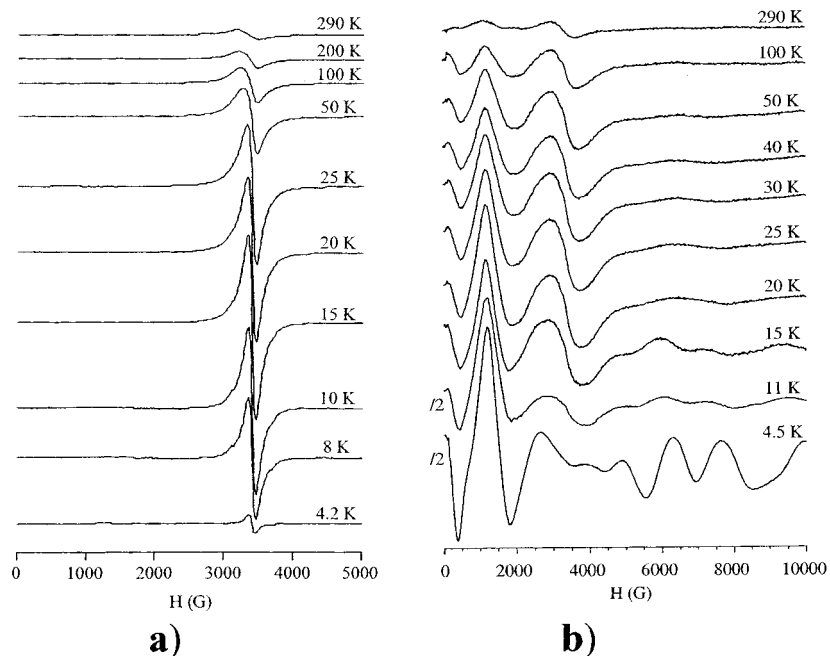 290 K
200 K
100 K
50 K
25 K
20 K
15 K
10 K
8 K
4.2 K
0 1000 2000 3000 4000 5000
H (G)
a)
290 K
100 K
50 K
40 K
30 K
25 K
20 K
15 K
/2 11 K
/2 4.5 K
0 2000 4000 6000 8000 10000
H (G)
b)